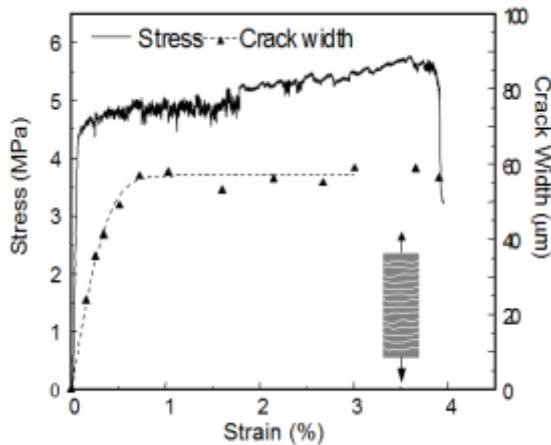 Stress Crack width
6
5
4
3
2
1
0
Stress (MPa)
100
80
60
40
20
0
Crack Width (μm)
0 1 2 3 4
Strain (%)